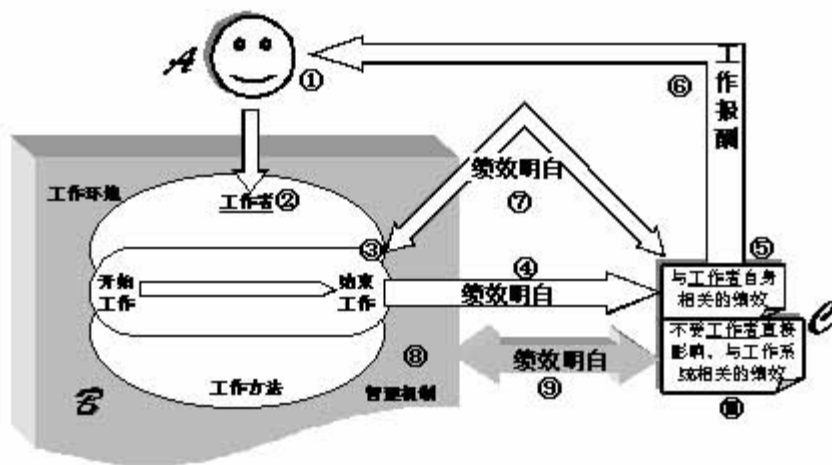 A
①
⑥
工作报酬
工作环境
工作者②
绩效明白
⑦
③
④
⑤
开始
工作
结束
工作
绩效明白
与工作者自身
相关的绩效
C
不受工作者直接
影响、与工作系
统相关的绩效
⑧
绩效明白
⑨
⑩
工作方法
B
管理机制